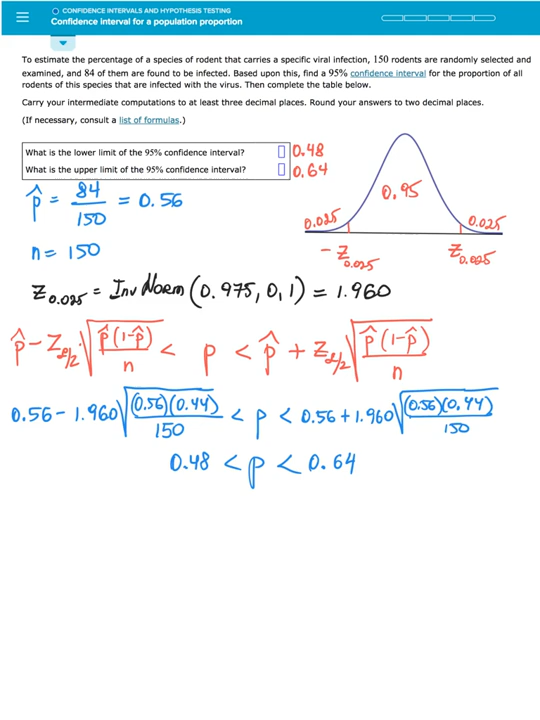 CONFIDENCE INTERVALS AND HYPOTHESIS TESTING
Confidence interval for a population proportion
To estimate the percentage of a species of rodent that carries a specific viral infection, 150 rodents are randomly selected and
examined, and 84 of them are found to be infected. Based upon this, find a 95% confidence interval for the proportion of all
rodents of this species that are infected with the virus. Then complete the table below.
Carry your intermediate computations to at least three decimal places. Round your answers to two decimal places.
(If necessary, consult a list of formulas.)
What is the lower limit of the 95% confidence interval? 0.48
What is the upper limit of the 95% confidence interval? 0.64
0.95
0.025 0.025
-Z0.025 Z0.025
p̂ = 84/150 = 0.56
n = 150
Z0.025 = InvNorm(0.975, 0, 1) = 1.960
p̂ - Zα/2·√(p̂(1-p̂)/n) < p < p̂ + Zα/2√(p̂(1-p̂)/n)
0.56 - 1.960√((0.56)(0.44)/150) < p < 0.56 + 1.960√((0.56)(0.44)/150)
0.48 < p < 0.64